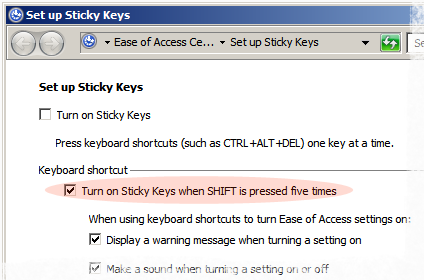 Set up Sticky Keys
Ease of Access Ce... Set up Sticky Keys
Se
Set up Sticky Keys
Turn on Sticky Keys
Press keyboard shortcuts (such as CTRL+ALT+DEL) one key at a time.
Keyboard shortcut
Turn on Sticky Keys when SHIFT is pressed five times
When using keyboard shortcuts to turn Ease of Access settings on:
Display a warning message when turning a setting on
Make a sound when turning a setting on or off